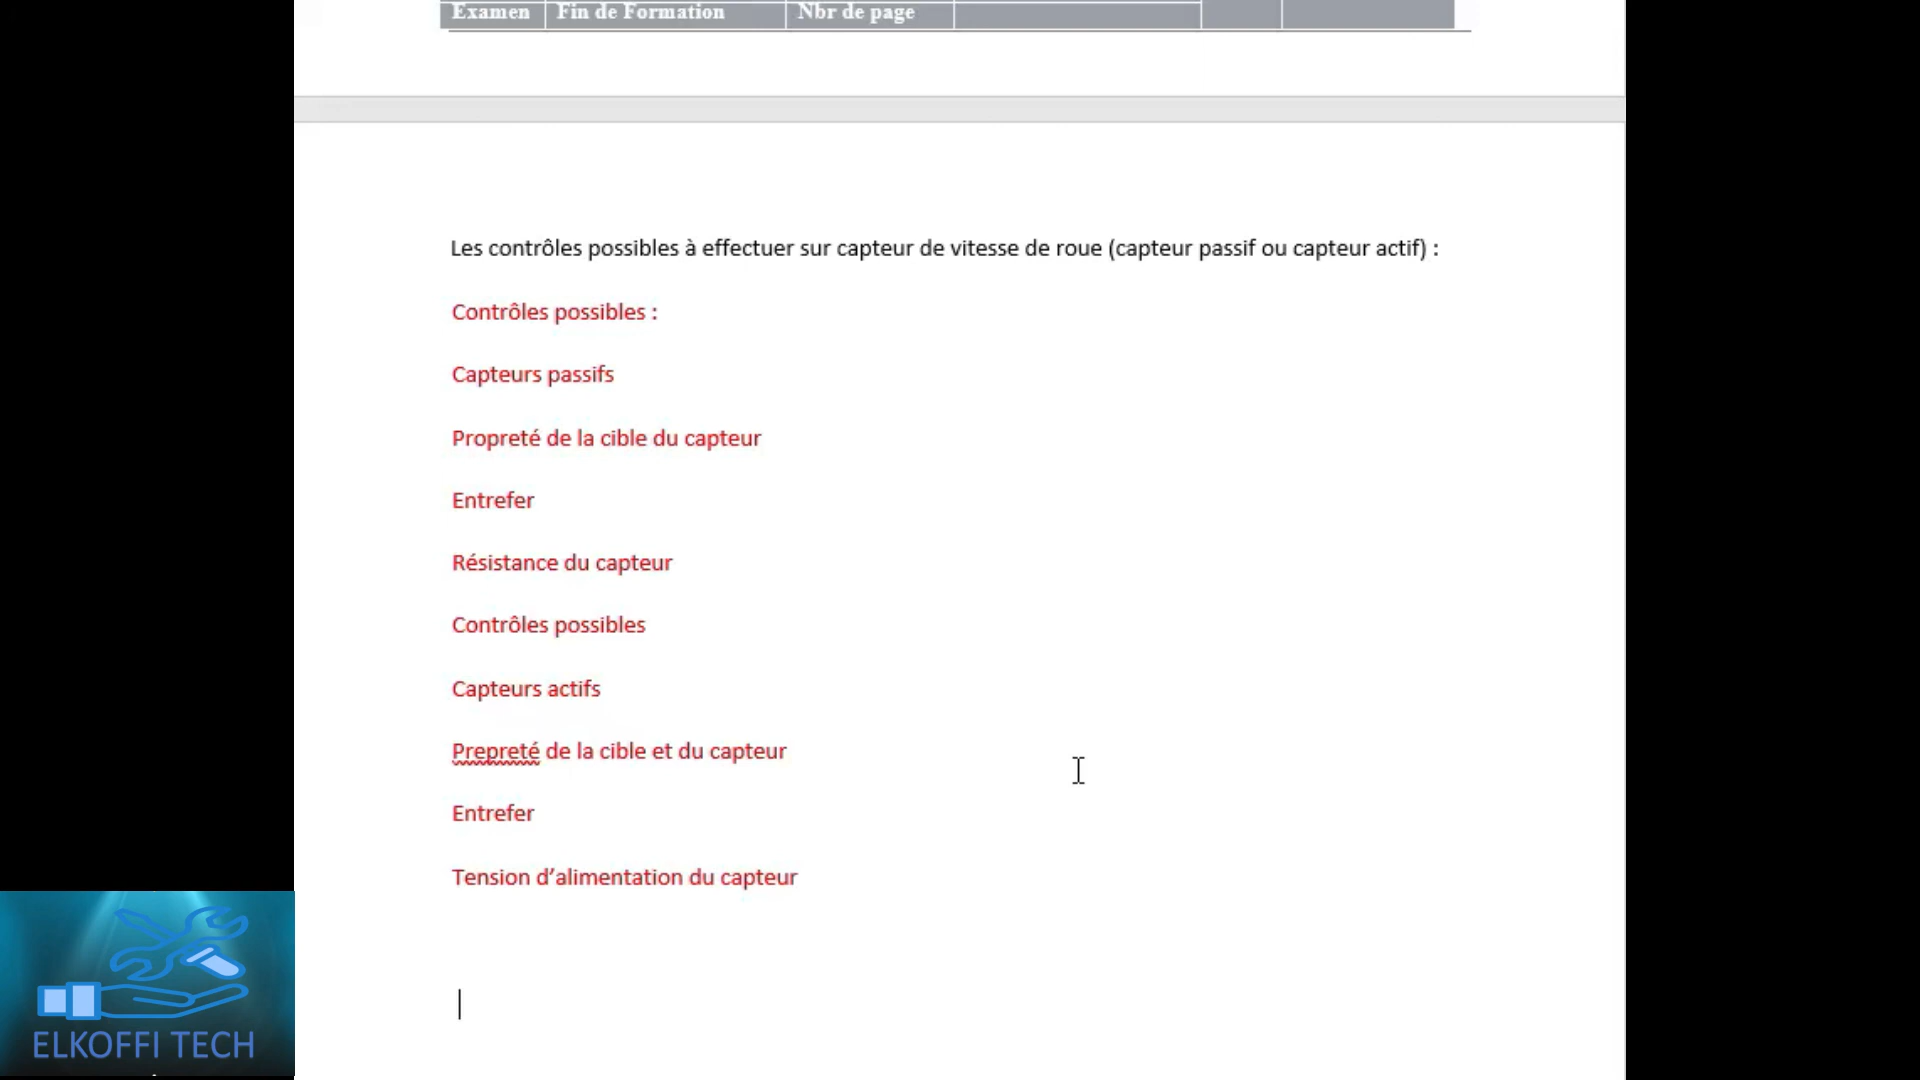 Examen Fin de Formation Nbr de page
Les contrôles possibles à effectuer sur capteur de vitesse de roue (capteur passif ou capteur actif) :
Contrôles possibles :
Capteurs passifs
Propreté de la cible du capteur
Entrefer
Résistance du capteur
Contrôles possibles
Capteurs actifs
Prepreté de la cible et du capteur
Entrefer
Tension d’alimentation du capteur
ELKOFFI TECH